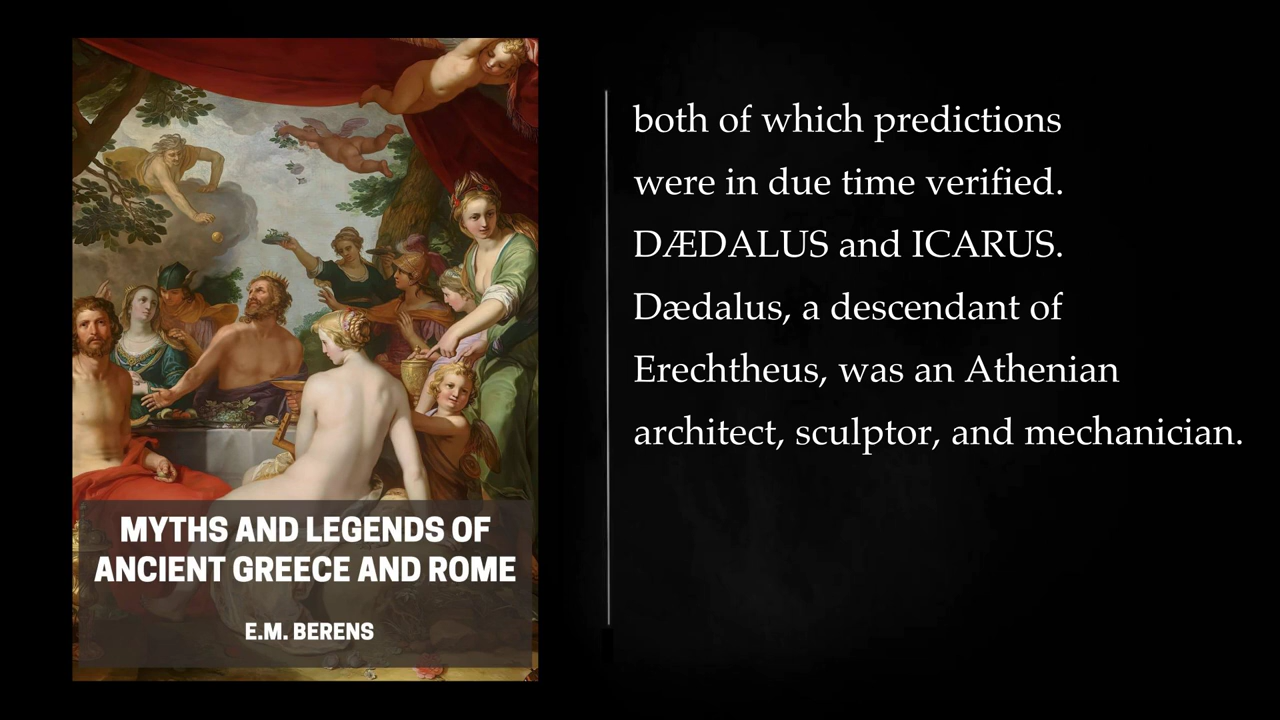 MYTHS AND LEGENDS OF
ANCIENT GREECE AND ROME
E.M. BERENS
both of which predictions
were in due time verified.
DÆDALUS and ICARUS.
Dædalus, a descendant of
Erechtheus, was an Athenian
architect, sculptor, and mechanician.